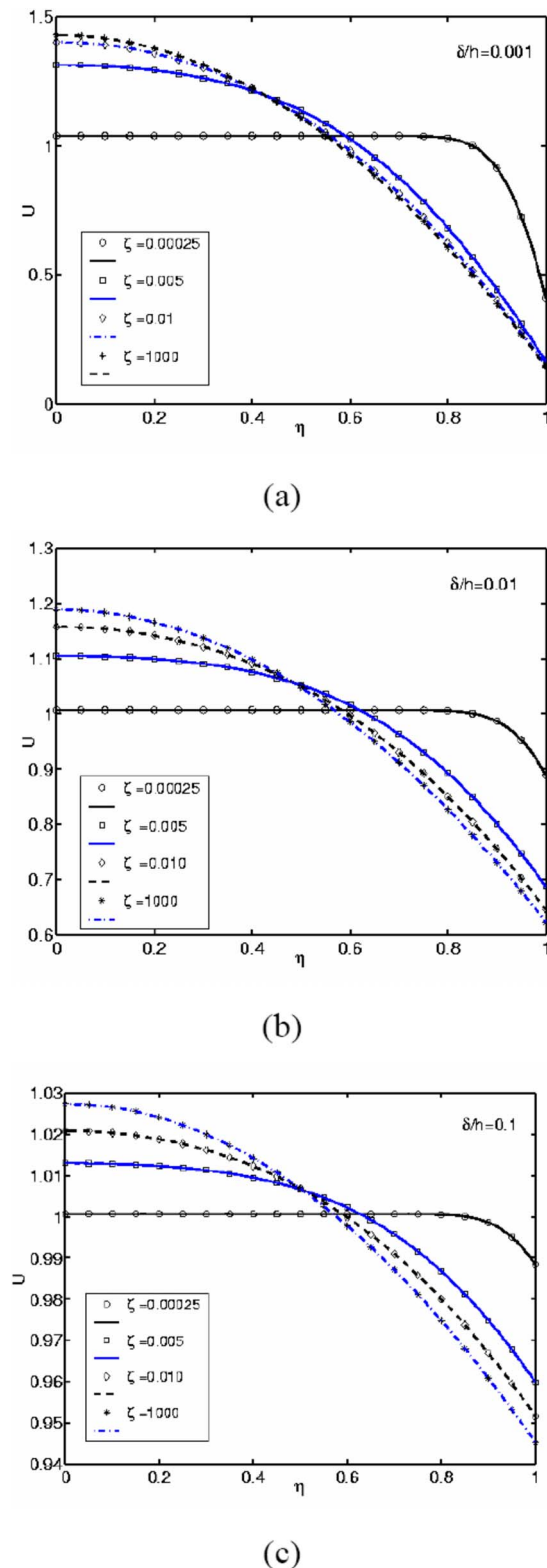 1.5
δ/h=0.001
1
U
ζ =0.00025
ζ =0.005
0.5
ζ =0.01
ζ =1000
0
0 0.2 0.4 0.6 0.8 1
η
(a)
1.3
δ/h=0.01
1.2
1.1
1
U
0.9
ζ =0.00025
ζ =0.005
0.8
ζ =0.010
0.7
ζ =1000
0.6
0 0.2 0.4 0.6 0.8 1
η
(b)
1.03
δ/h=0.1
1.02
1.01
1
0.99
U
0.98
ζ =0.00025
0.97
ζ =0.005
0.96
ζ =0.010
0.95
ζ =1000
0.94
0 0.2 0.4 0.6 0.8 1
η
(c)